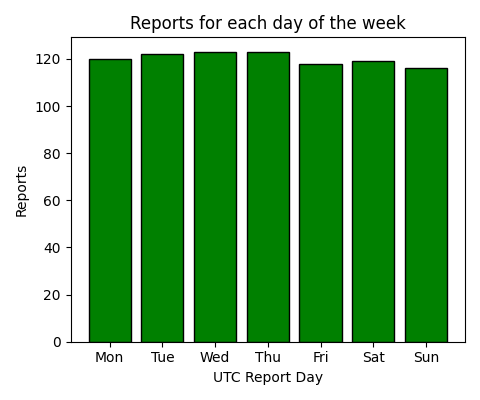 Reports for each day of the week
120
100
80
60
40
20
0
Reports
Mon Tue Wed Thu Fri Sat Sun
UTC Report Day